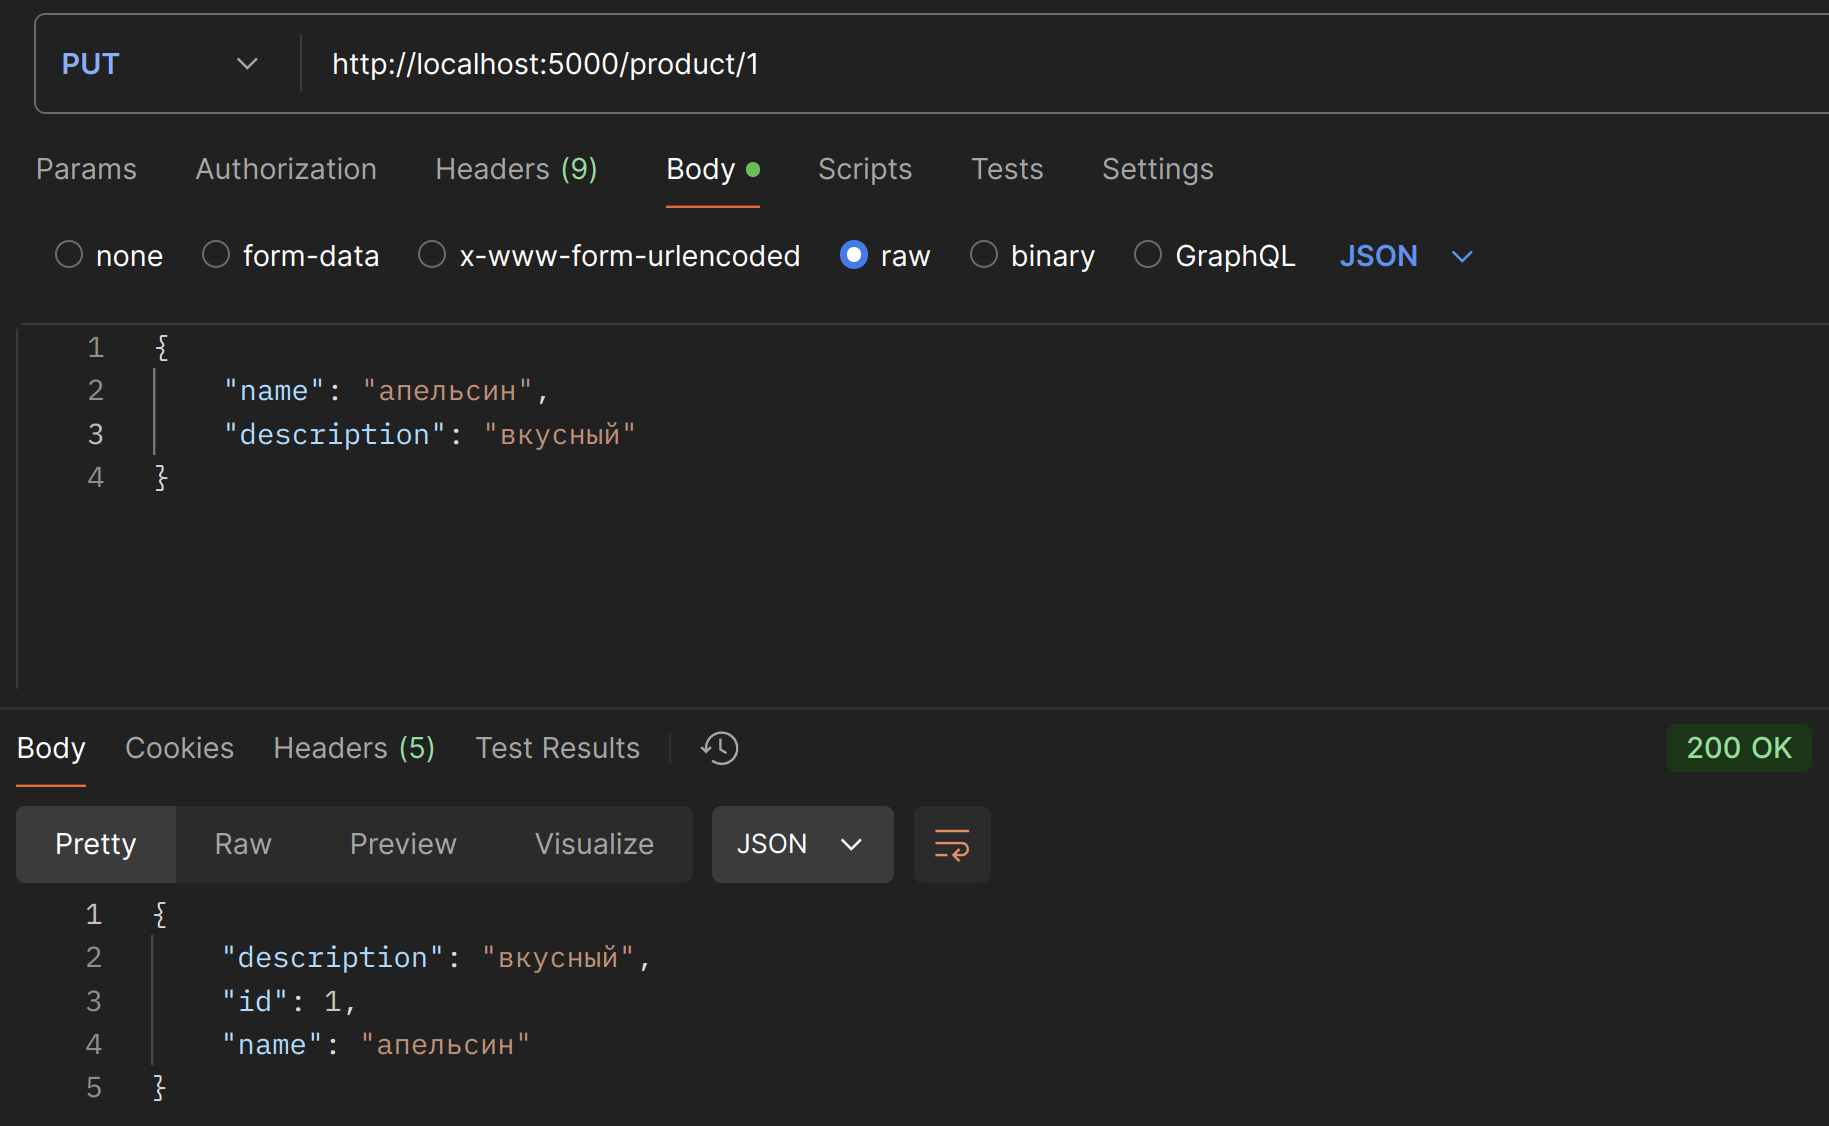 PUT http://localhost:5000/product/1
Params Authorization Headers (9) Body Scripts Tests Settings
none form-data x-www-form-urlencoded raw binary GraphQL JSON
1 {
2 "name": "апельсин",
3 "description": "вкусный"
4 }
Body Cookies Headers (5) Test Results 200 OK
Pretty Raw Preview Visualize JSON
1 {
2 "description": "вкусный",
3 "id": 1,
4 "name": "апельсин"
5 }